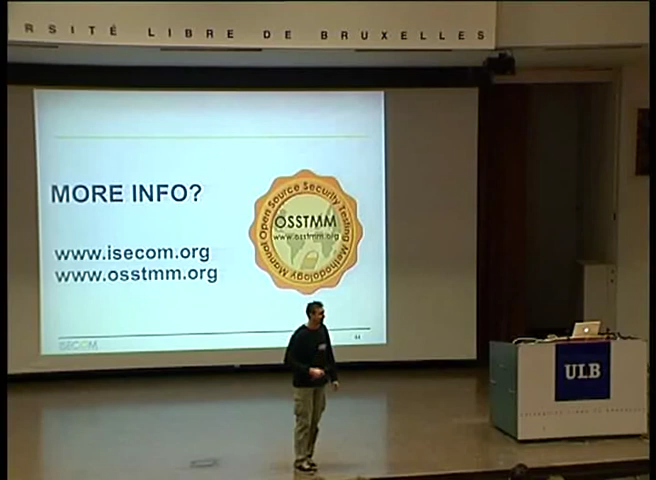 RSITÉ LIBRE DE BRUXELLES
MORE INFO?
www.isecom.org
www.osstmm.org
Open Source Security Testing Methodology Manual
OSSTMM
www.osstmm.org
ISECOM
44
ULB